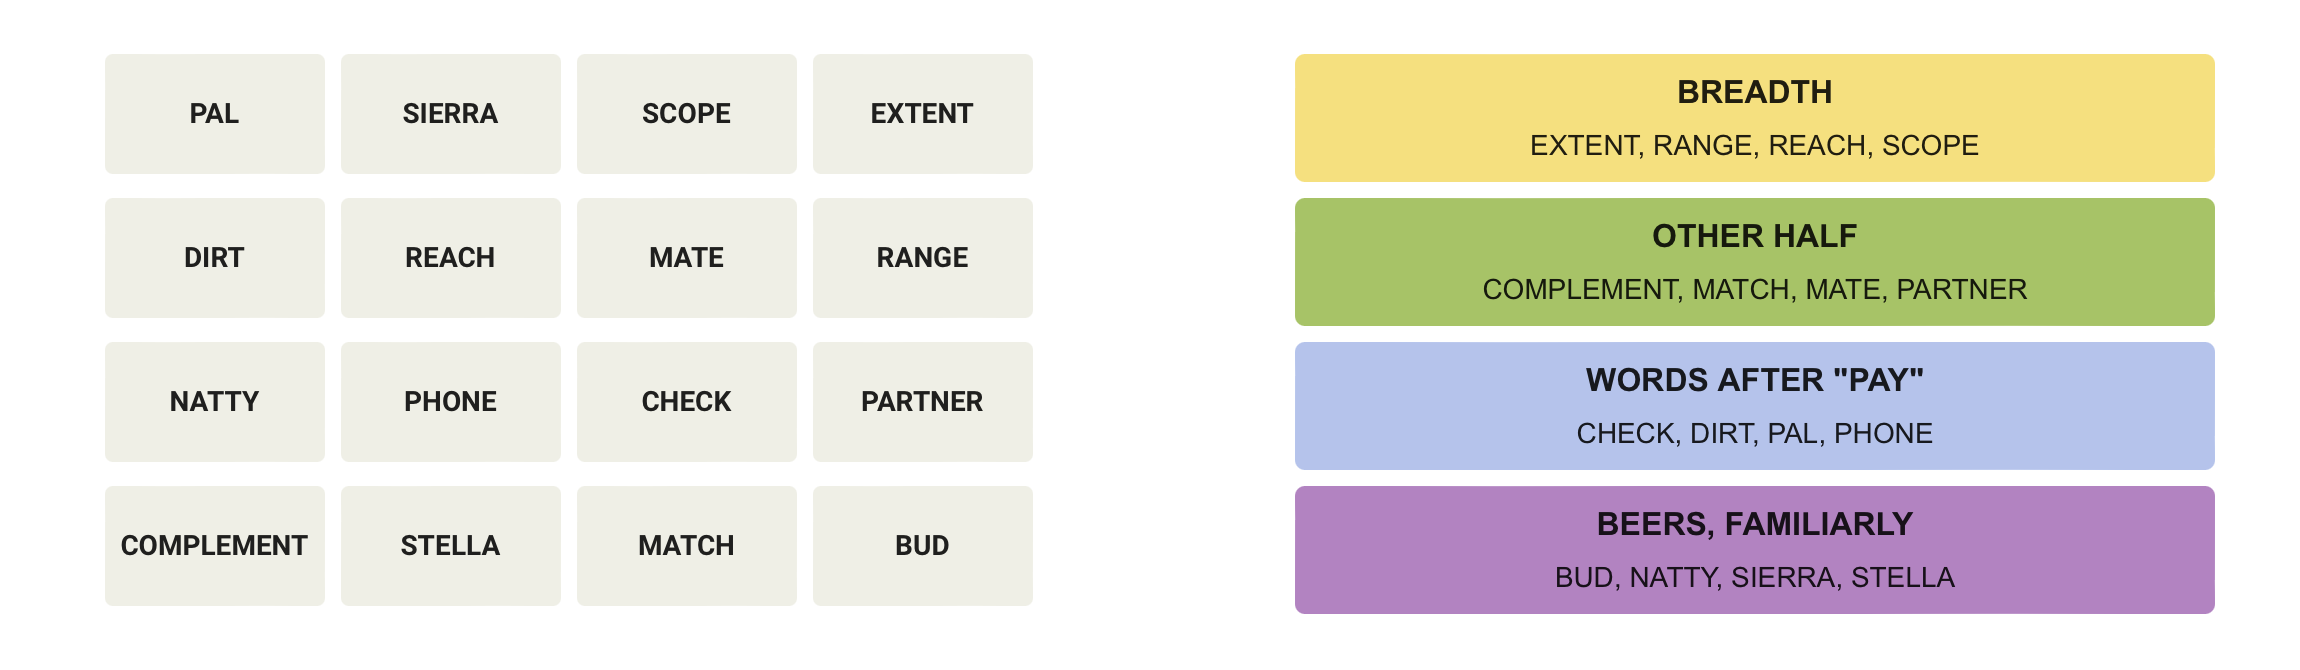 PAL SIERRA SCOPE EXTENT
DIRT REACH MATE RANGE
NATTY PHONE CHECK PARTNER
COMPLEMENT STELLA MATCH BUD
BREADTH
EXTENT, RANGE, REACH, SCOPE
OTHER HALF
COMPLEMENT, MATCH, MATE, PARTNER
WORDS AFTER "PAY"
CHECK, DIRT, PAL, PHONE
BEERS, FAMILIARLY
BUD, NATTY, SIERRA, STELLA